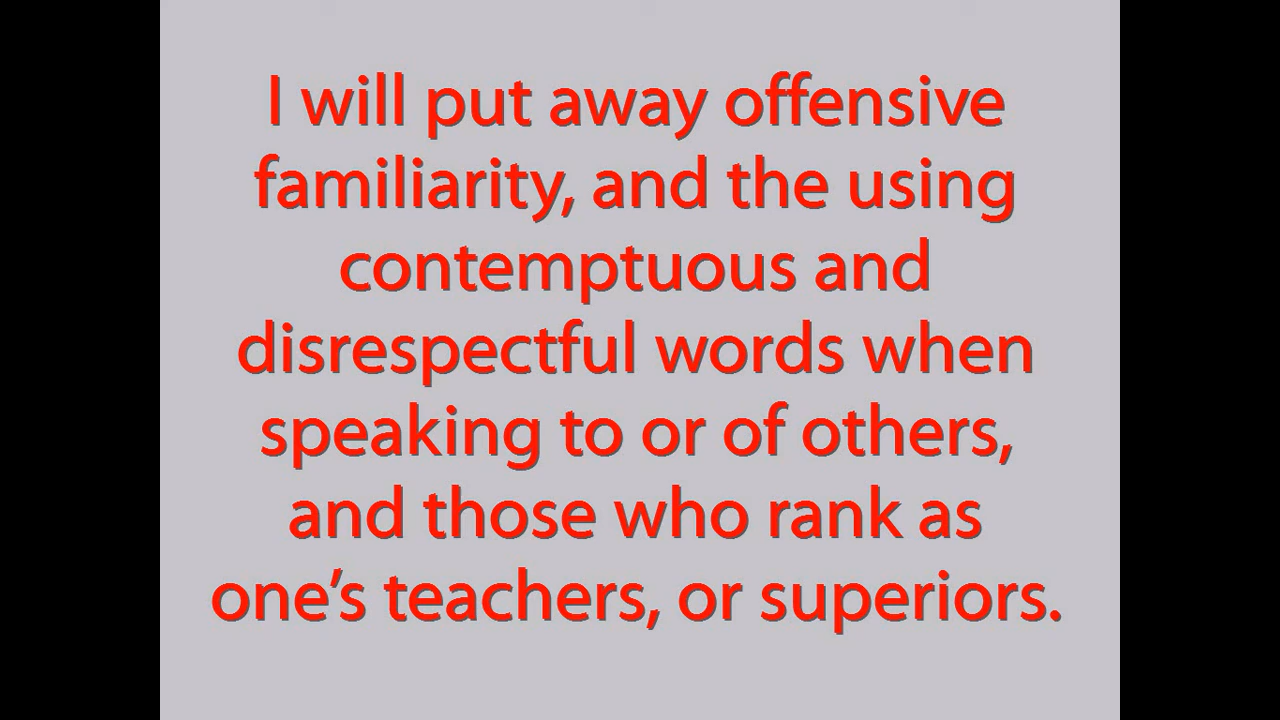 I will put away offensive
familiarity, and the using
contemptuous and
disrespectful words when
speaking to or of others,
and those who rank as
one’s teachers, or superiors.